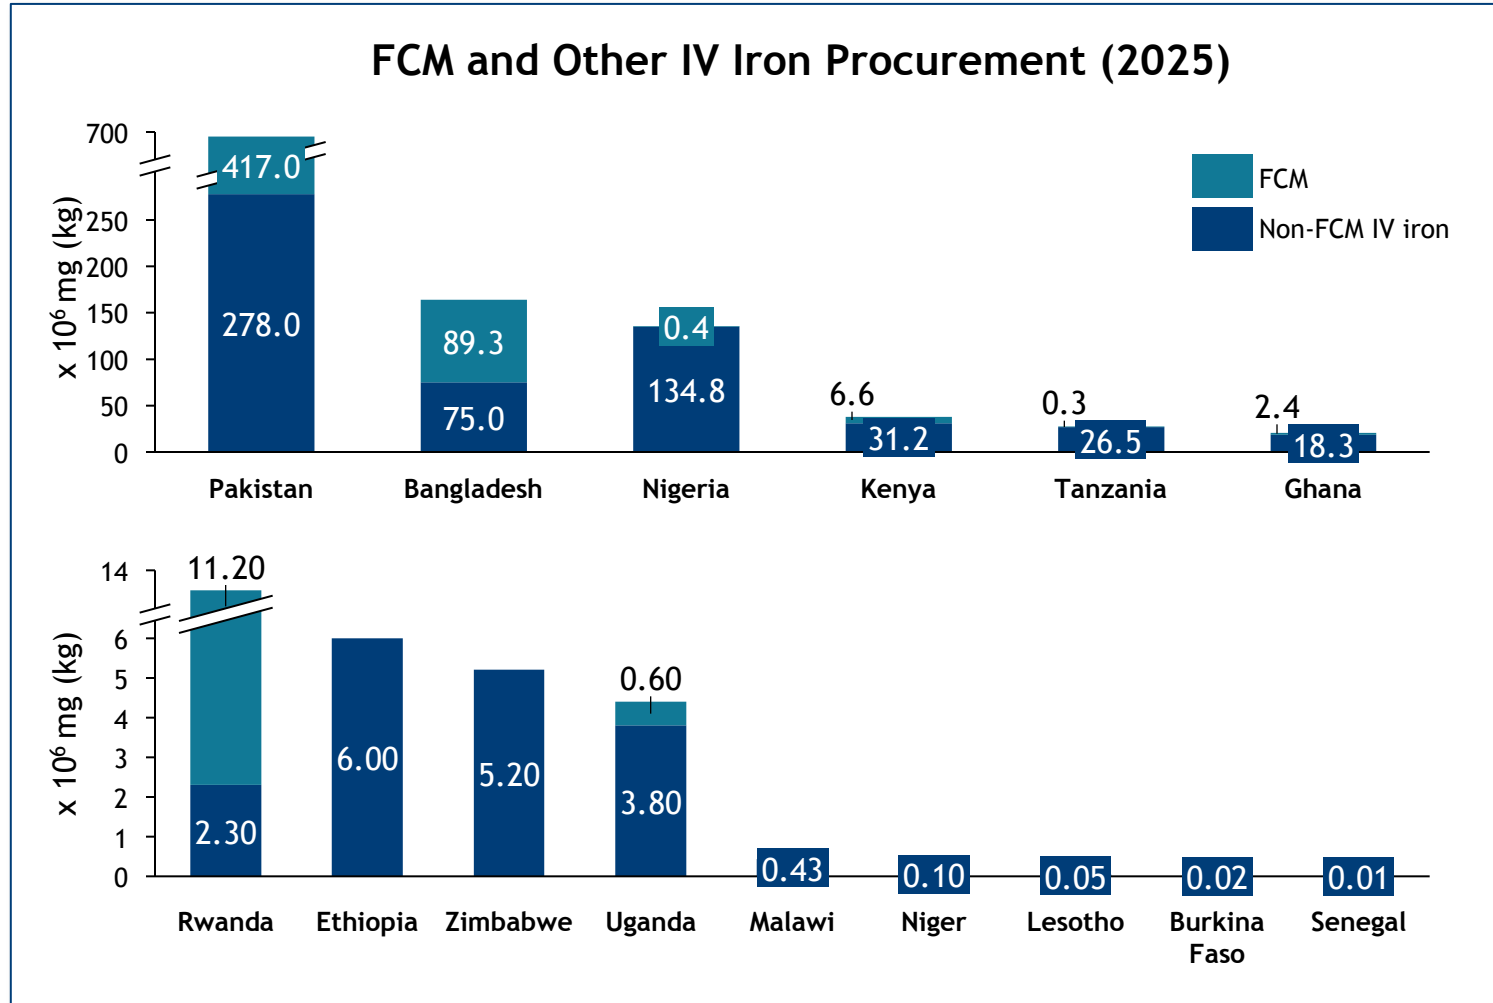 FCM and Other IV Iron Procurement (2025)
700
250
200
150
100
50
0
x 10⁶ mg (kg)
417.0
278.0
89.3
75.0
0.4
134.8
6.6
31.2
0.3
26.5
2.4
18.3
FCM
Non-FCM IV iron
Pakistan
Bangladesh
Nigeria
Kenya
Tanzania
Ghana
14
6
5
4
3
2
1
0
x 10⁶ mg (kg)
11.20
2.30
6.00
5.20
0.60
3.80
0.43
0.10
0.05
0.02
0.01
Rwanda
Ethiopia
Zimbabwe
Uganda
Malawi
Niger
Lesotho
Burkina
Faso
Senegal